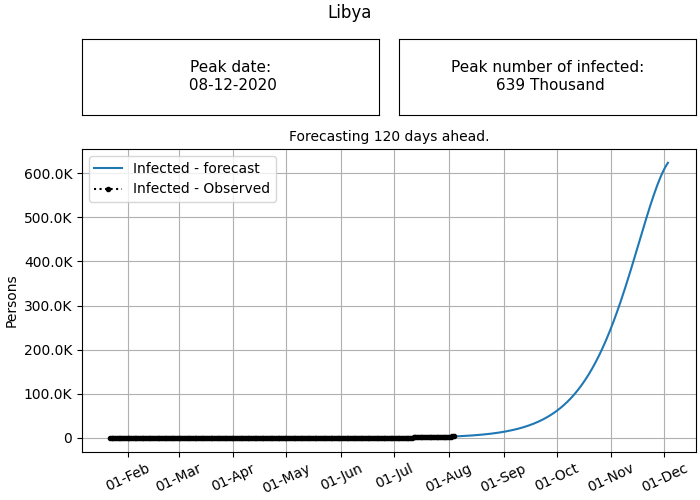 Libya
Peak date:
08-12-2020
Peak number of infected:
639 Thousand
Forecasting 120 days ahead.
Infected - forecast
Infected - Observed
Persons
600.0K
500.0K
400.0K
300.0K
200.0K
100.0K
0
01-Feb
01-Mar
01-Apr
01-May
01-Jun
01-Jul
01-Aug
01-Sep
01-Oct
01-Nov
01-Dec